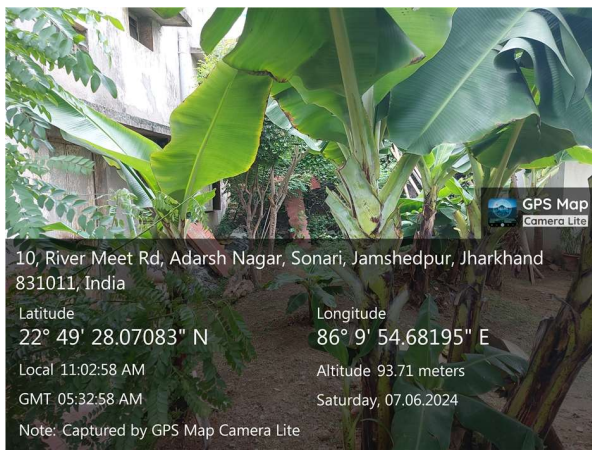 GPS Map
Camera Lite
10, River Meet Rd, Adarsh Nagar, Sonari, Jamshedpur, Jharkhand
831011, India
Latitude
22° 49' 28.07083" N
Longitude
86° 9' 54.68195" E
Local 11:02:58 AM
Altitude 93.71 meters
GMT 05:32:58 AM
Saturday, 07.06.2024
Note: Captured by GPS Map Camera Lite